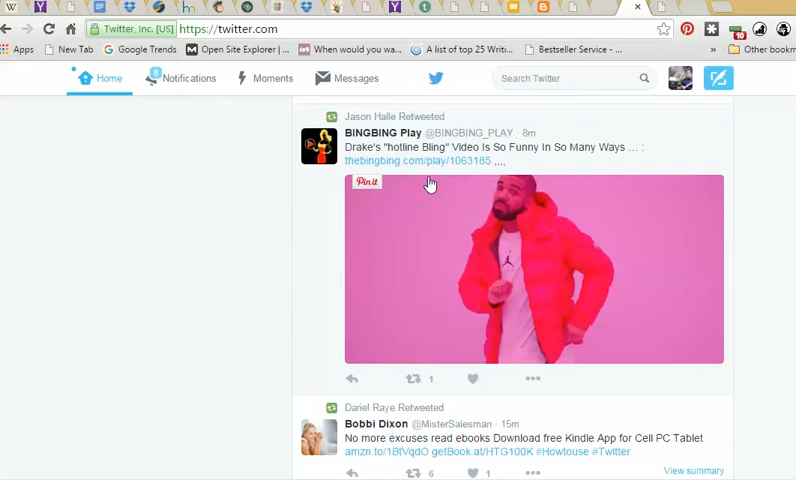 Twitter, Inc. [US] https://twitter.com
Apps New Tab Google Trends Open Site Explorer | When would you wa... A list of top 25 Writi... Bestseller Service - ... » Other bookm
Home 8 Notifications Moments Messages Search Twitter
Jason Halle Retweeted
BINGBING Play @BINGBING_PLAY · 8m
Drake's "hotline Bling" Video Is So Funny In So Many Ways ... :
thebingbing.com/play/1063185 ,,,,
Pin it
1
Dariel Raye Retweeted
Bobbi Dixon @MisterSalesman · 15m
No more excuses read ebooks Download free Kindle App for Cell PC Tablet
amzn.to/1BtVqdO getBook.at/HTG100K #Howtouse #Twitter
6 1 View summary